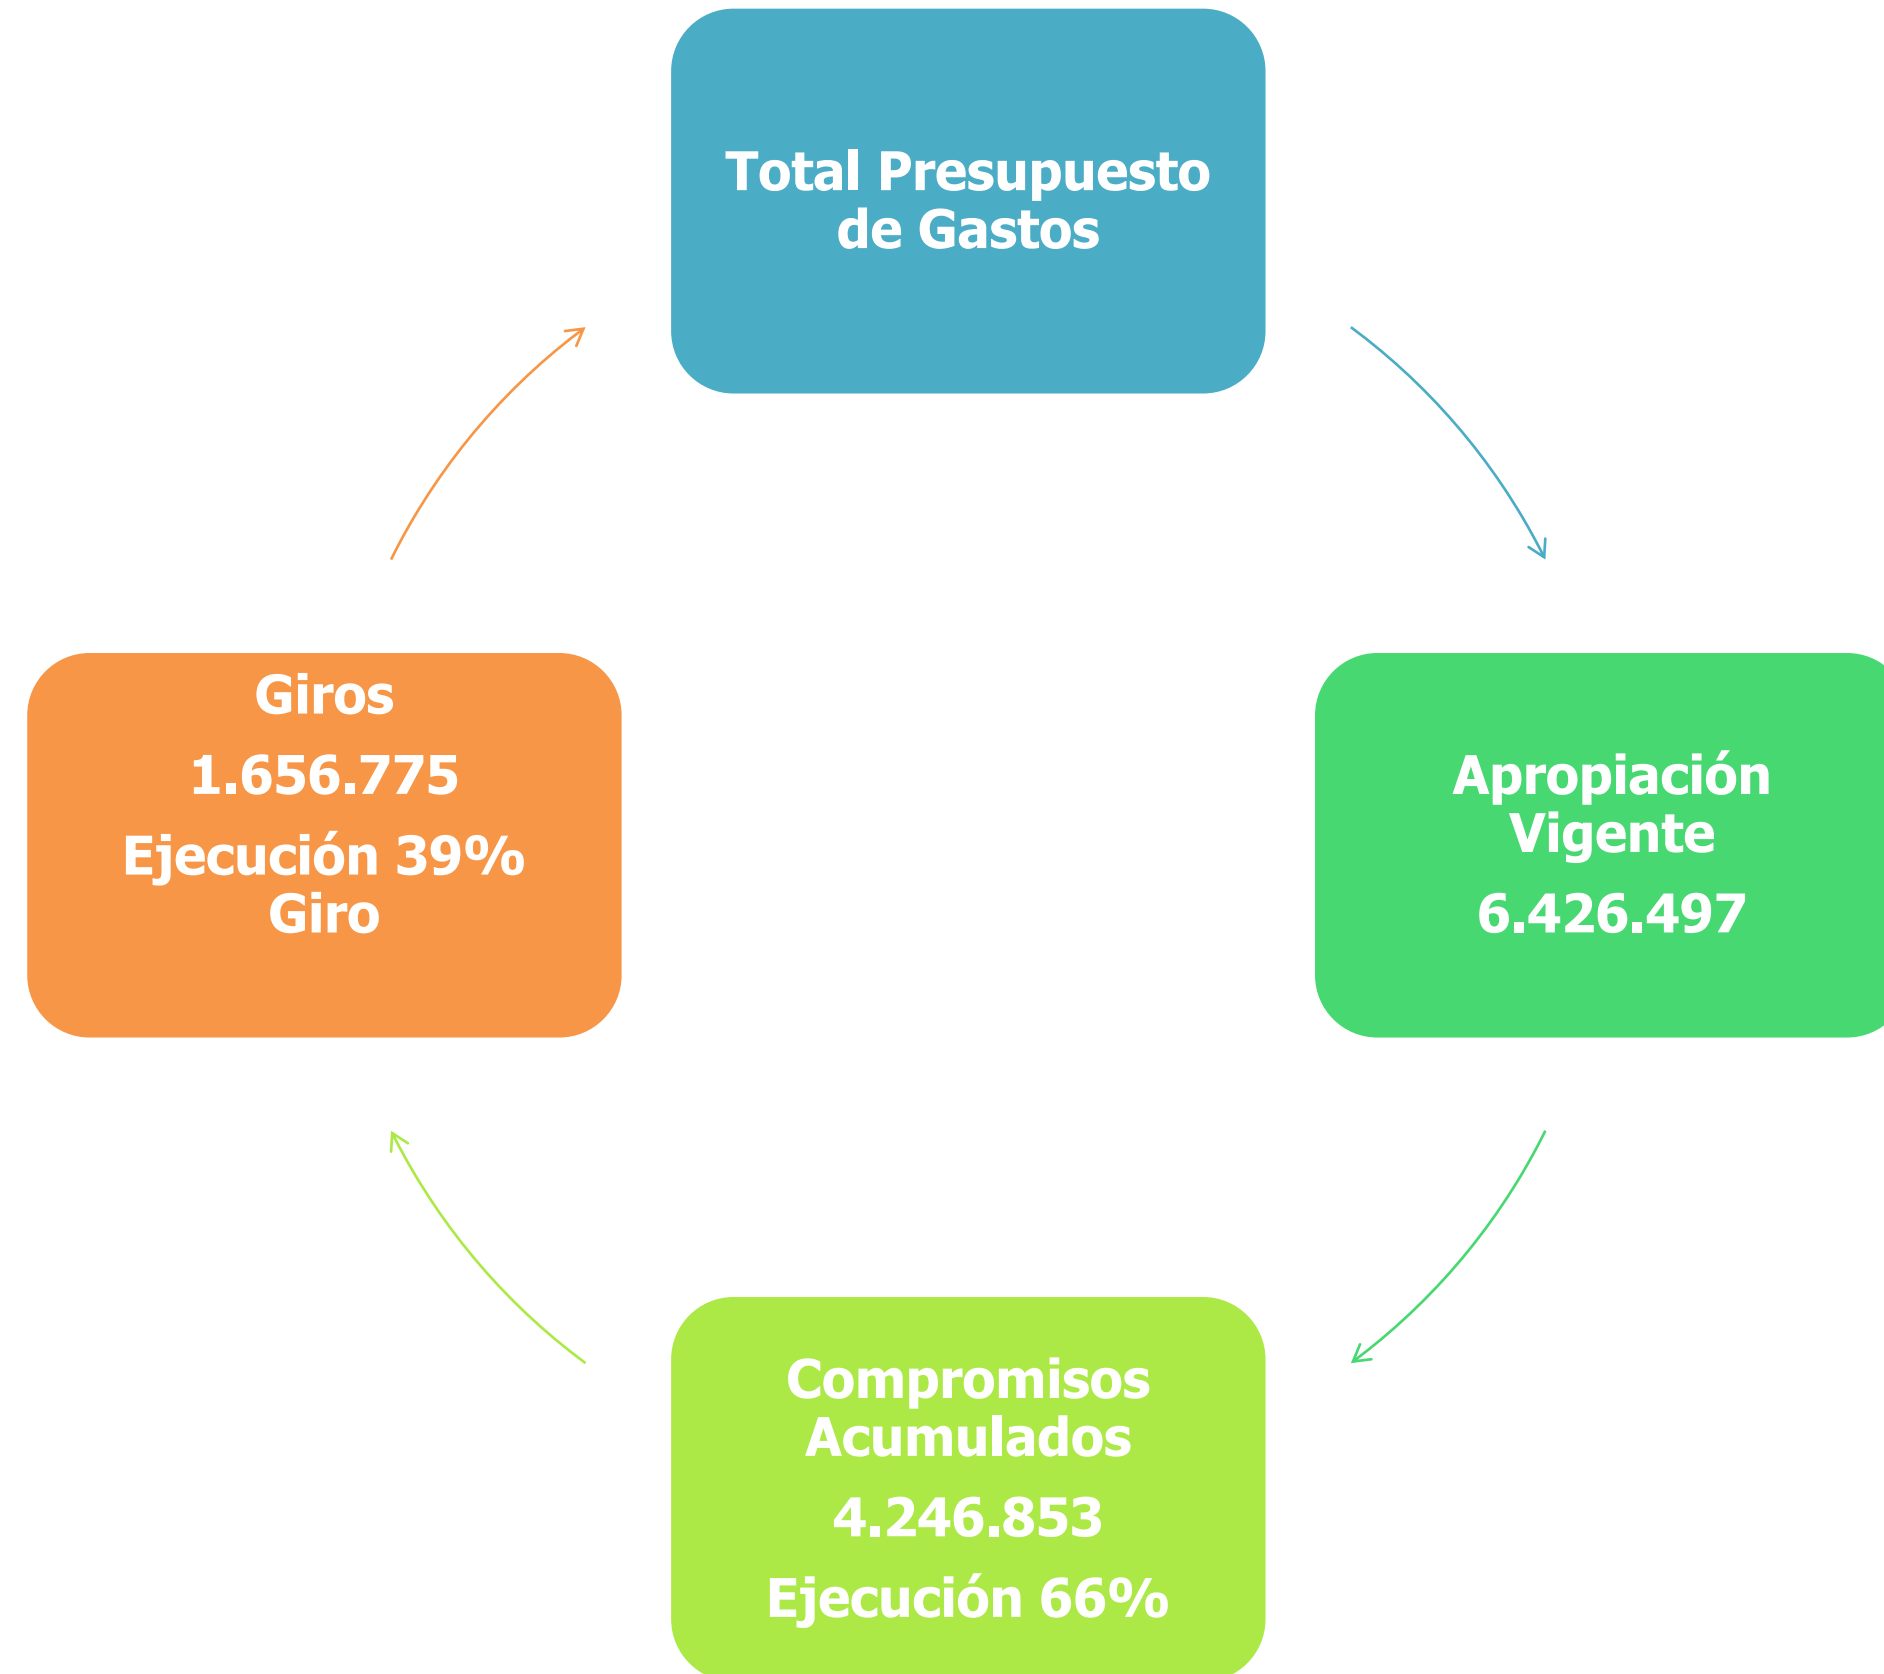 Total Presupuesto
de Gastos
Giros
1.656.775
Ejecución 39%
Giro
Apropiación
Vigente
6.426.497
Compromisos
Acumulados
4.246.853
Ejecución 66%